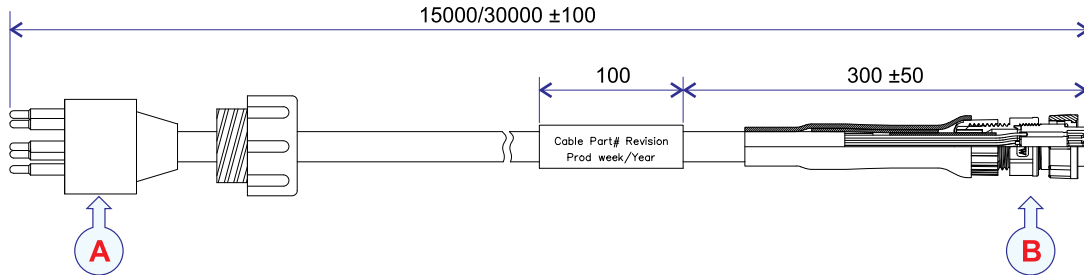 15000/30000 ±100
100
300 ±50
Cable Part# Revision
Prod week/Year
A
B